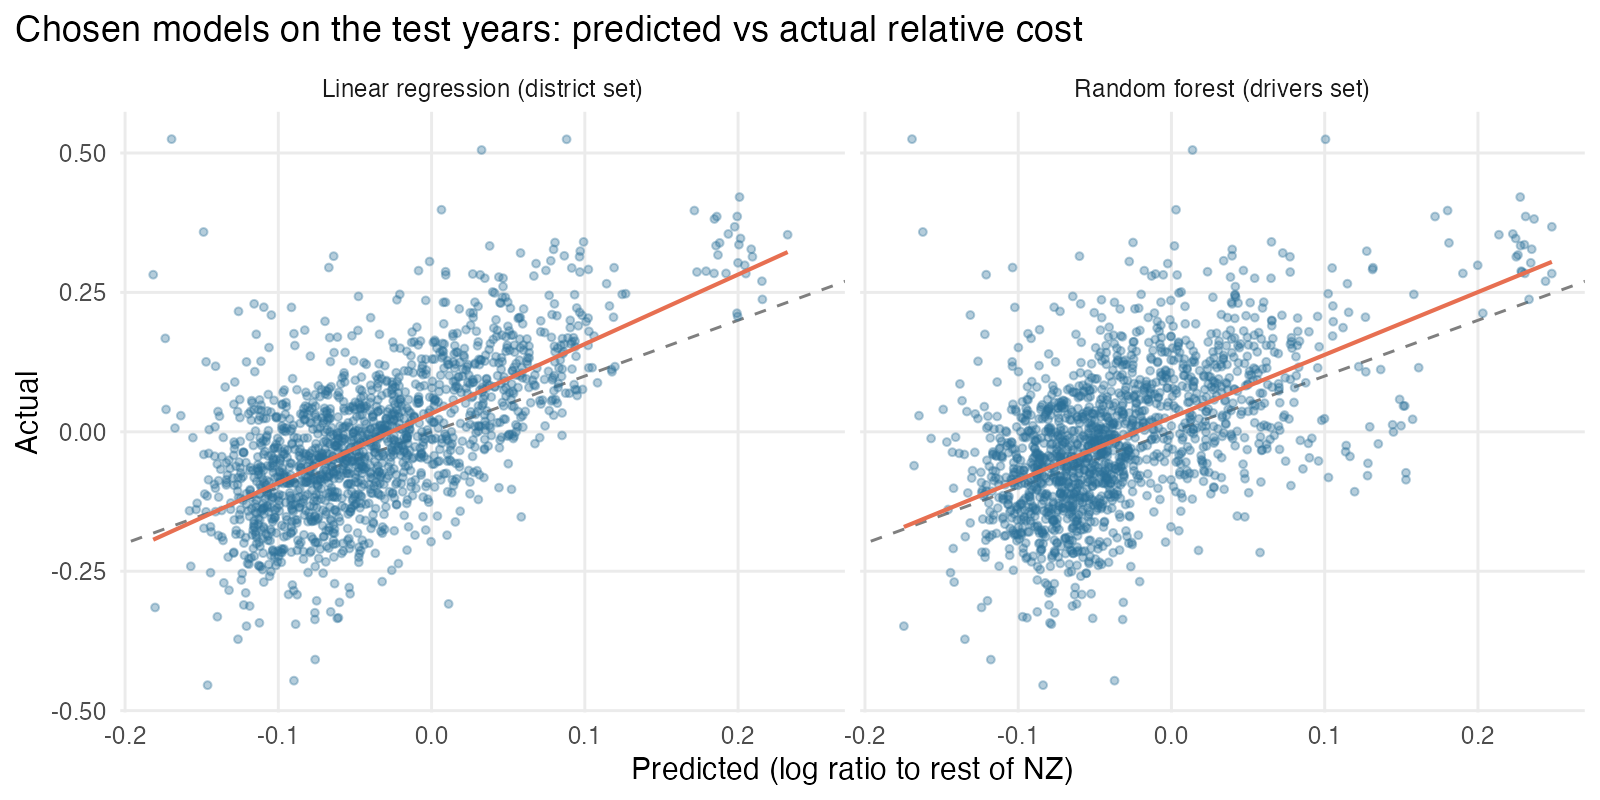 Chosen models on the test years: predicted vs actual relative cost
Linear regression (district set)
Random forest (drivers set)
Actual
0.50
0.25
0.00
-0.25
-0.50
-0.2 -0.1 0.0 0.1 0.2
-0.2 -0.1 0.0 0.1 0.2
Predicted (log ratio to rest of NZ)